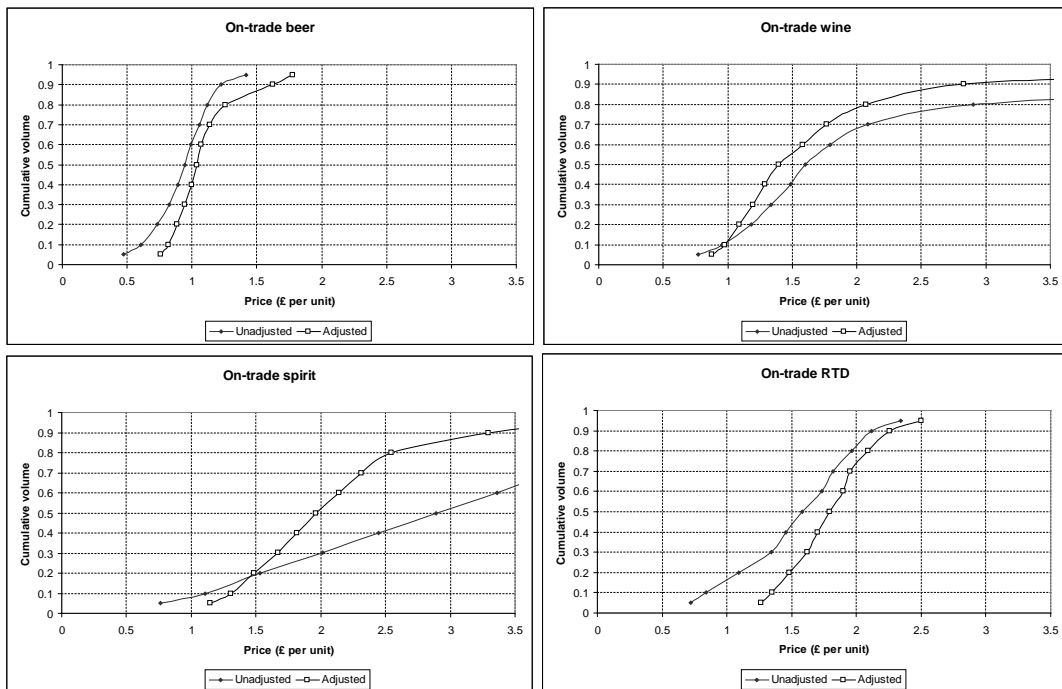 On-trade beer
1
0.9
0.8
0.7
0.6
0.5
0.4
0.3
0.2
0.1
0
Cumulative volume
0 0.5 1 1.5 2 2.5 3 3.5
Price (£ per unit)
Unadjusted Adjusted
On-trade wine
1
0.9
0.8
0.7
0.6
0.5
0.4
0.3
0.2
0.1
0
Cumulative volume
0 0.5 1 1.5 2 2.5 3 3.5
Price (£ per unit)
Unadjusted Adjusted
On-trade spirit
1
0.9
0.8
0.7
0.6
0.5
0.4
0.3
0.2
0.1
0
Cumulative volume
0 0.5 1 1.5 2 2.5 3 3.5
Price (£ per unit)
Unadjusted Adjusted
On-trade RTD
1
0.9
0.8
0.7
0.6
0.5
0.4
0.3
0.2
0.1
0
Cumulative volume
0 0.5 1 1.5 2 2.5 3 3.5
Price (£ per unit)
Unadjusted Adjusted